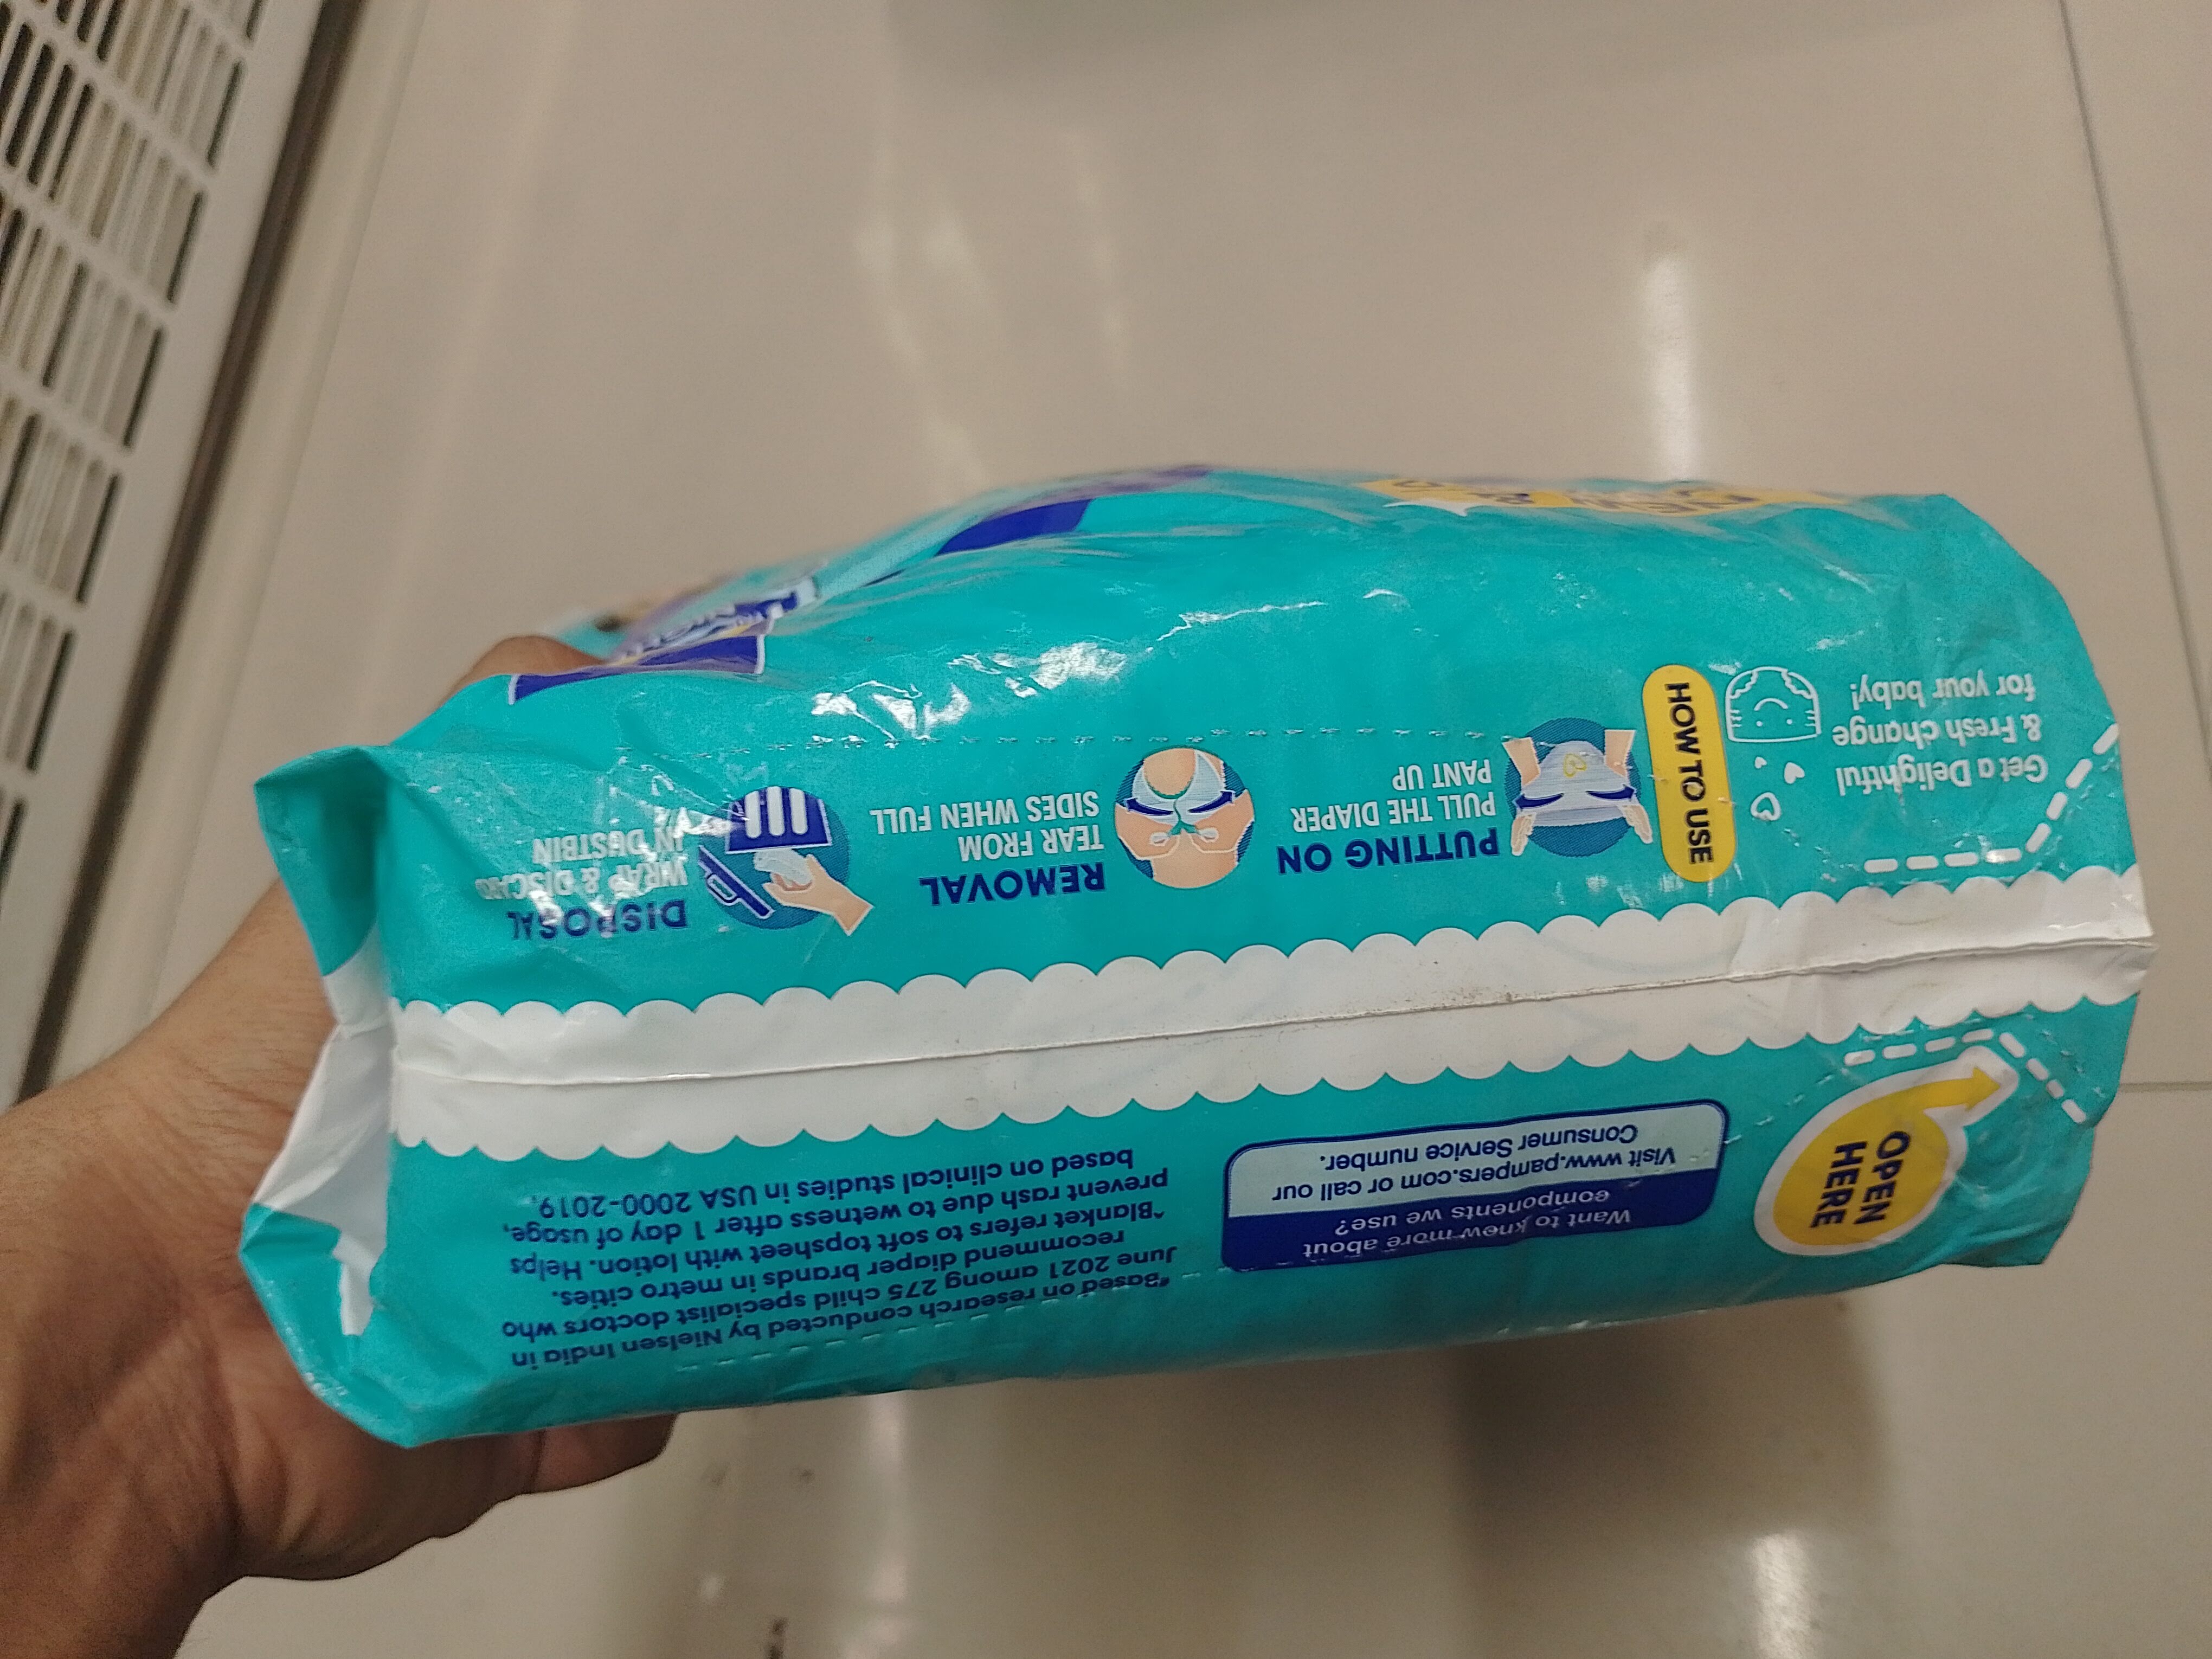 Get a Delightful
& Fresh change
for your baby!
HOW TO USE
PUTTING ON
PULL THE DIAPER
PANT UP
REMOVAL
TEAR FROM
SIDES WHEN FULL
DISPOSAL
WRAP & DISCARD
IN DUSTBIN
OPEN
HERE
Want to know more about
components we use?
Visit www.pampers.com or call our
Consumer Service number.
*Based on research conducted by Nielsen India in
June 2021 among 275 child specialist doctors who
recommend diaper brands in metro cities.
^Blanket refers to soft topsheet with lotion. Helps
prevent rash due to wetness after 1 day of usage,
based on clinical studies in USA 2000-2019.